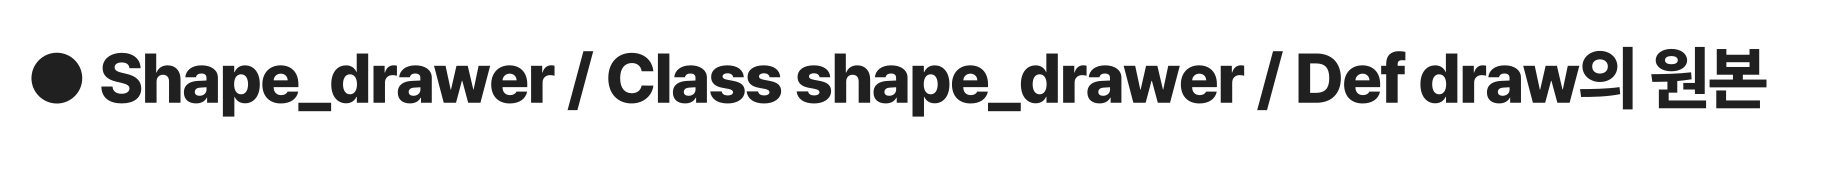 ● Shape_drawer / Class shape_drawer / Def draw의 원본